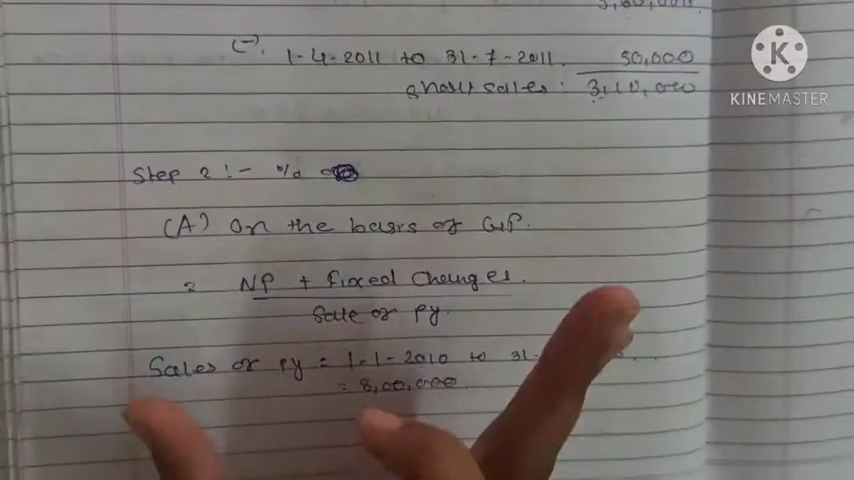 (-). 1-4-2011 to 31-7-2011. 50,000
short sales: 3,10,000
Step 2 :- %
(A) on the basis of G.P.
= NP + fixed Charges.
Sale of PY.
Sales of PY = 1-1-2010 to 31.
= 8,00,000.
K
KINEMASTER